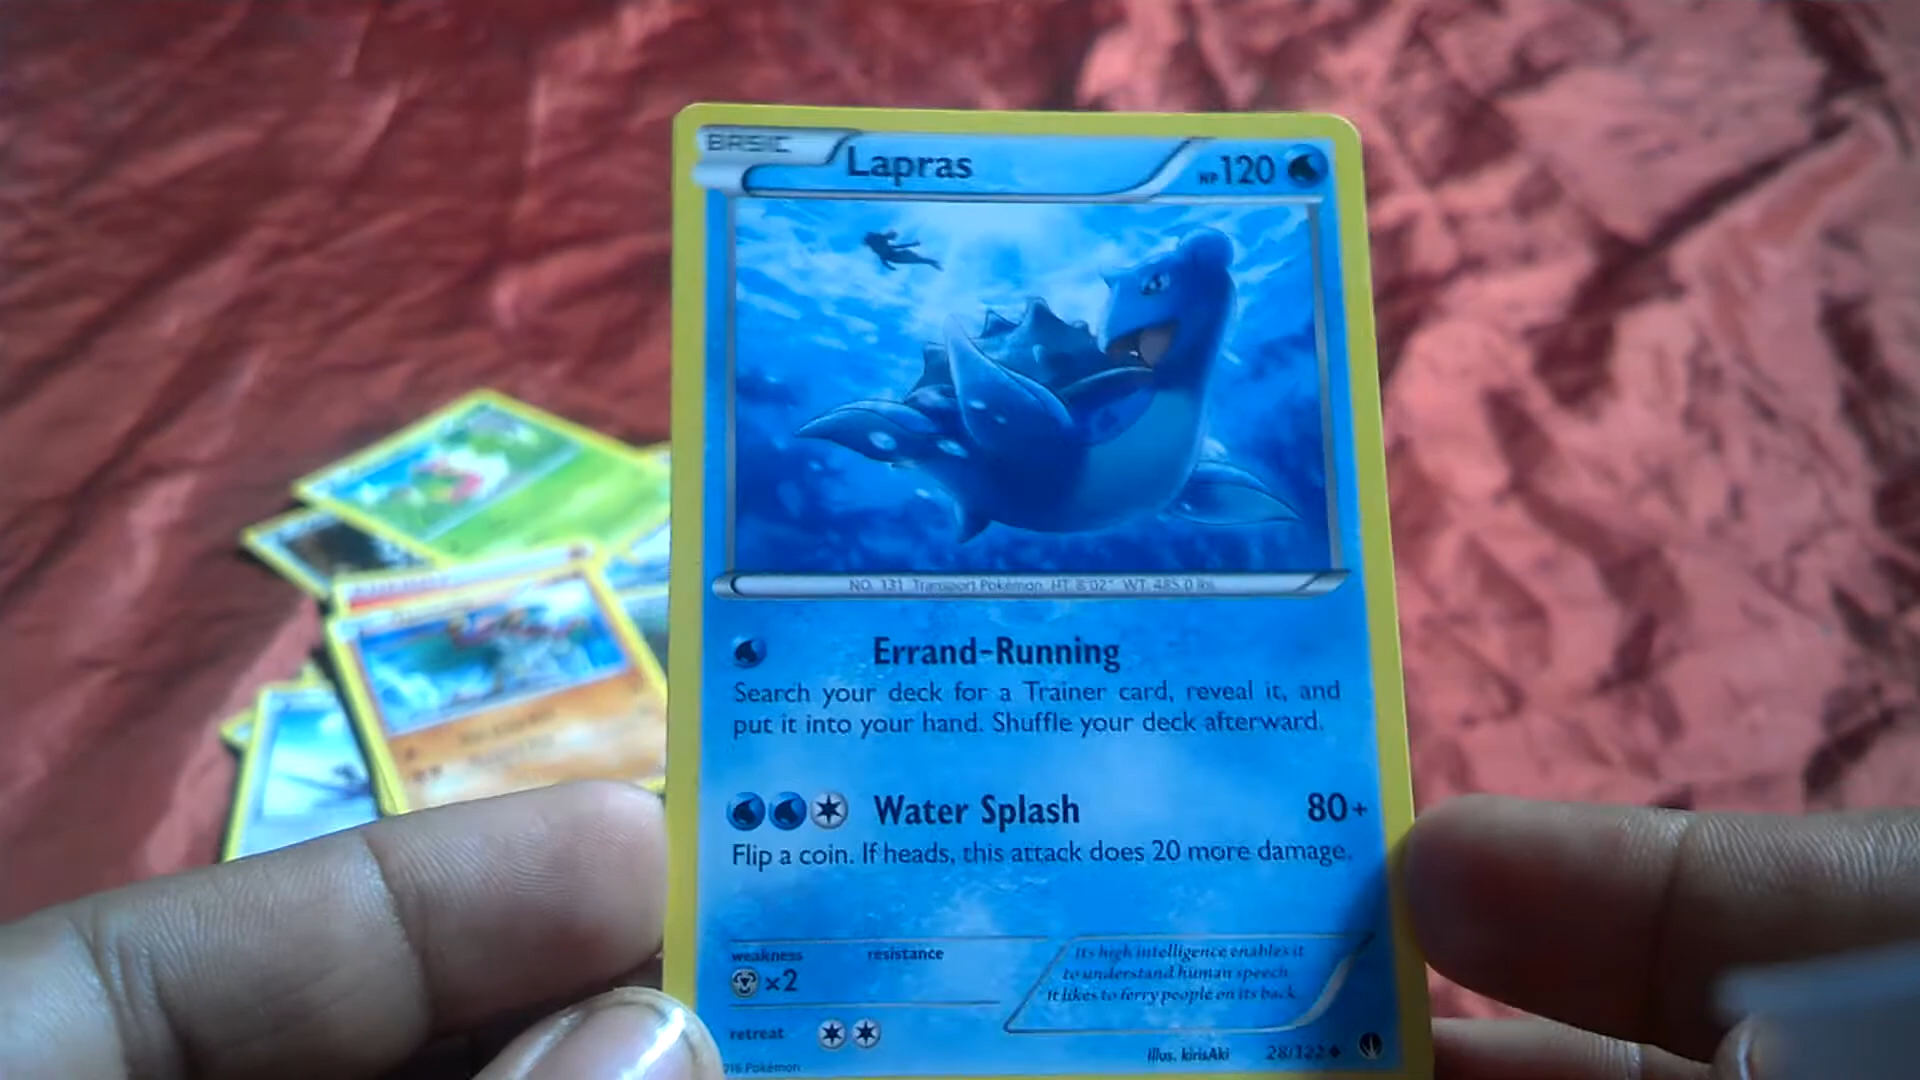 BASIC
Lapras
HP120
NO. 131 Transport Pokémon HT. 8'02" WT. 485.0 lbs.
Errand-Running
Search your deck for a Trainer card, reveal it, and
put it into your hand. Shuffle your deck afterward.
Water Splash 80+
Flip a coin. If heads, this attack does 20 more damage.
weakness resistance
×2
Its high intelligence enables it
to understand human speech.
It likes to ferry people on its back.
retreat
Illus. kirisAki 28/122
016 Pokémon